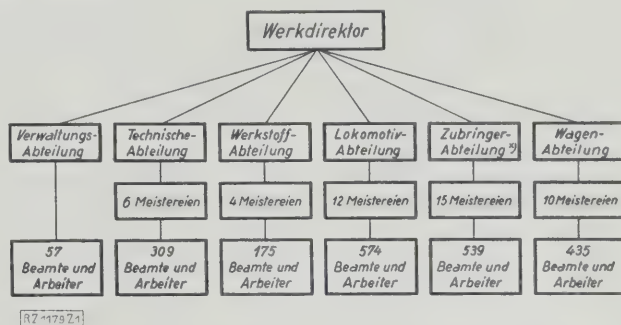 Werkdirektor
Verwaltungs- Technische- Werkstoff- Lokomotiv- Zubringer- Wagen-
Abteilung Abteilung Abteilung Abteilung Abteilung Abteilung
6 Meistereien 4 Meistereien 12 Meistereien 15 Meistereien 10 Meistereien
57 309 175 574 539 435
Beamte und Beamte und Beamte und Beamte und Beamte und Beamte und
Arbeiter Arbeiter Arbeiter Arbeiter Arbeiter Arbeiter
RZ 1179 Z1